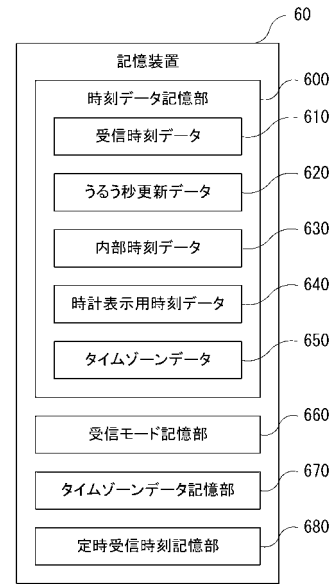 60
記憶装置
時刻データ記憶部
600
受信時刻データ
610
うるう秒更新データ
620
内部時刻データ
630
時計表示用時刻データ
640
タイムゾーンデータ
650
受信モード記憶部
660
タイムゾーンデータ記憶部
670
定時受信時刻記憶部
680